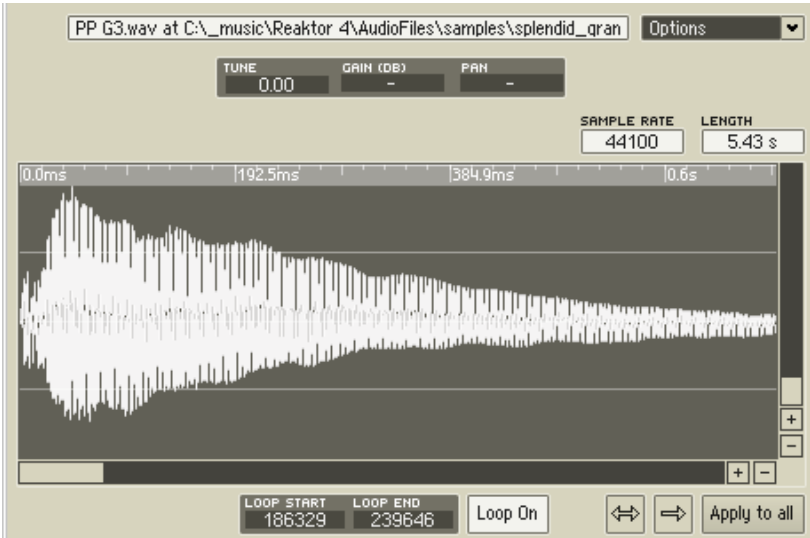 PP G3.wav at C:\_music\Reaktor 4\AudioFiles\samples\splendid_gran Options
TUNE GAIN (DB) PAN
0.00 - -
SAMPLE RATE LENGTH
44100 5.43 s
0.0ms 192.5ms 384.9ms 0.6s
+
-
+ -
LOOP START LOOP END
186329 239646 Loop On Apply to all